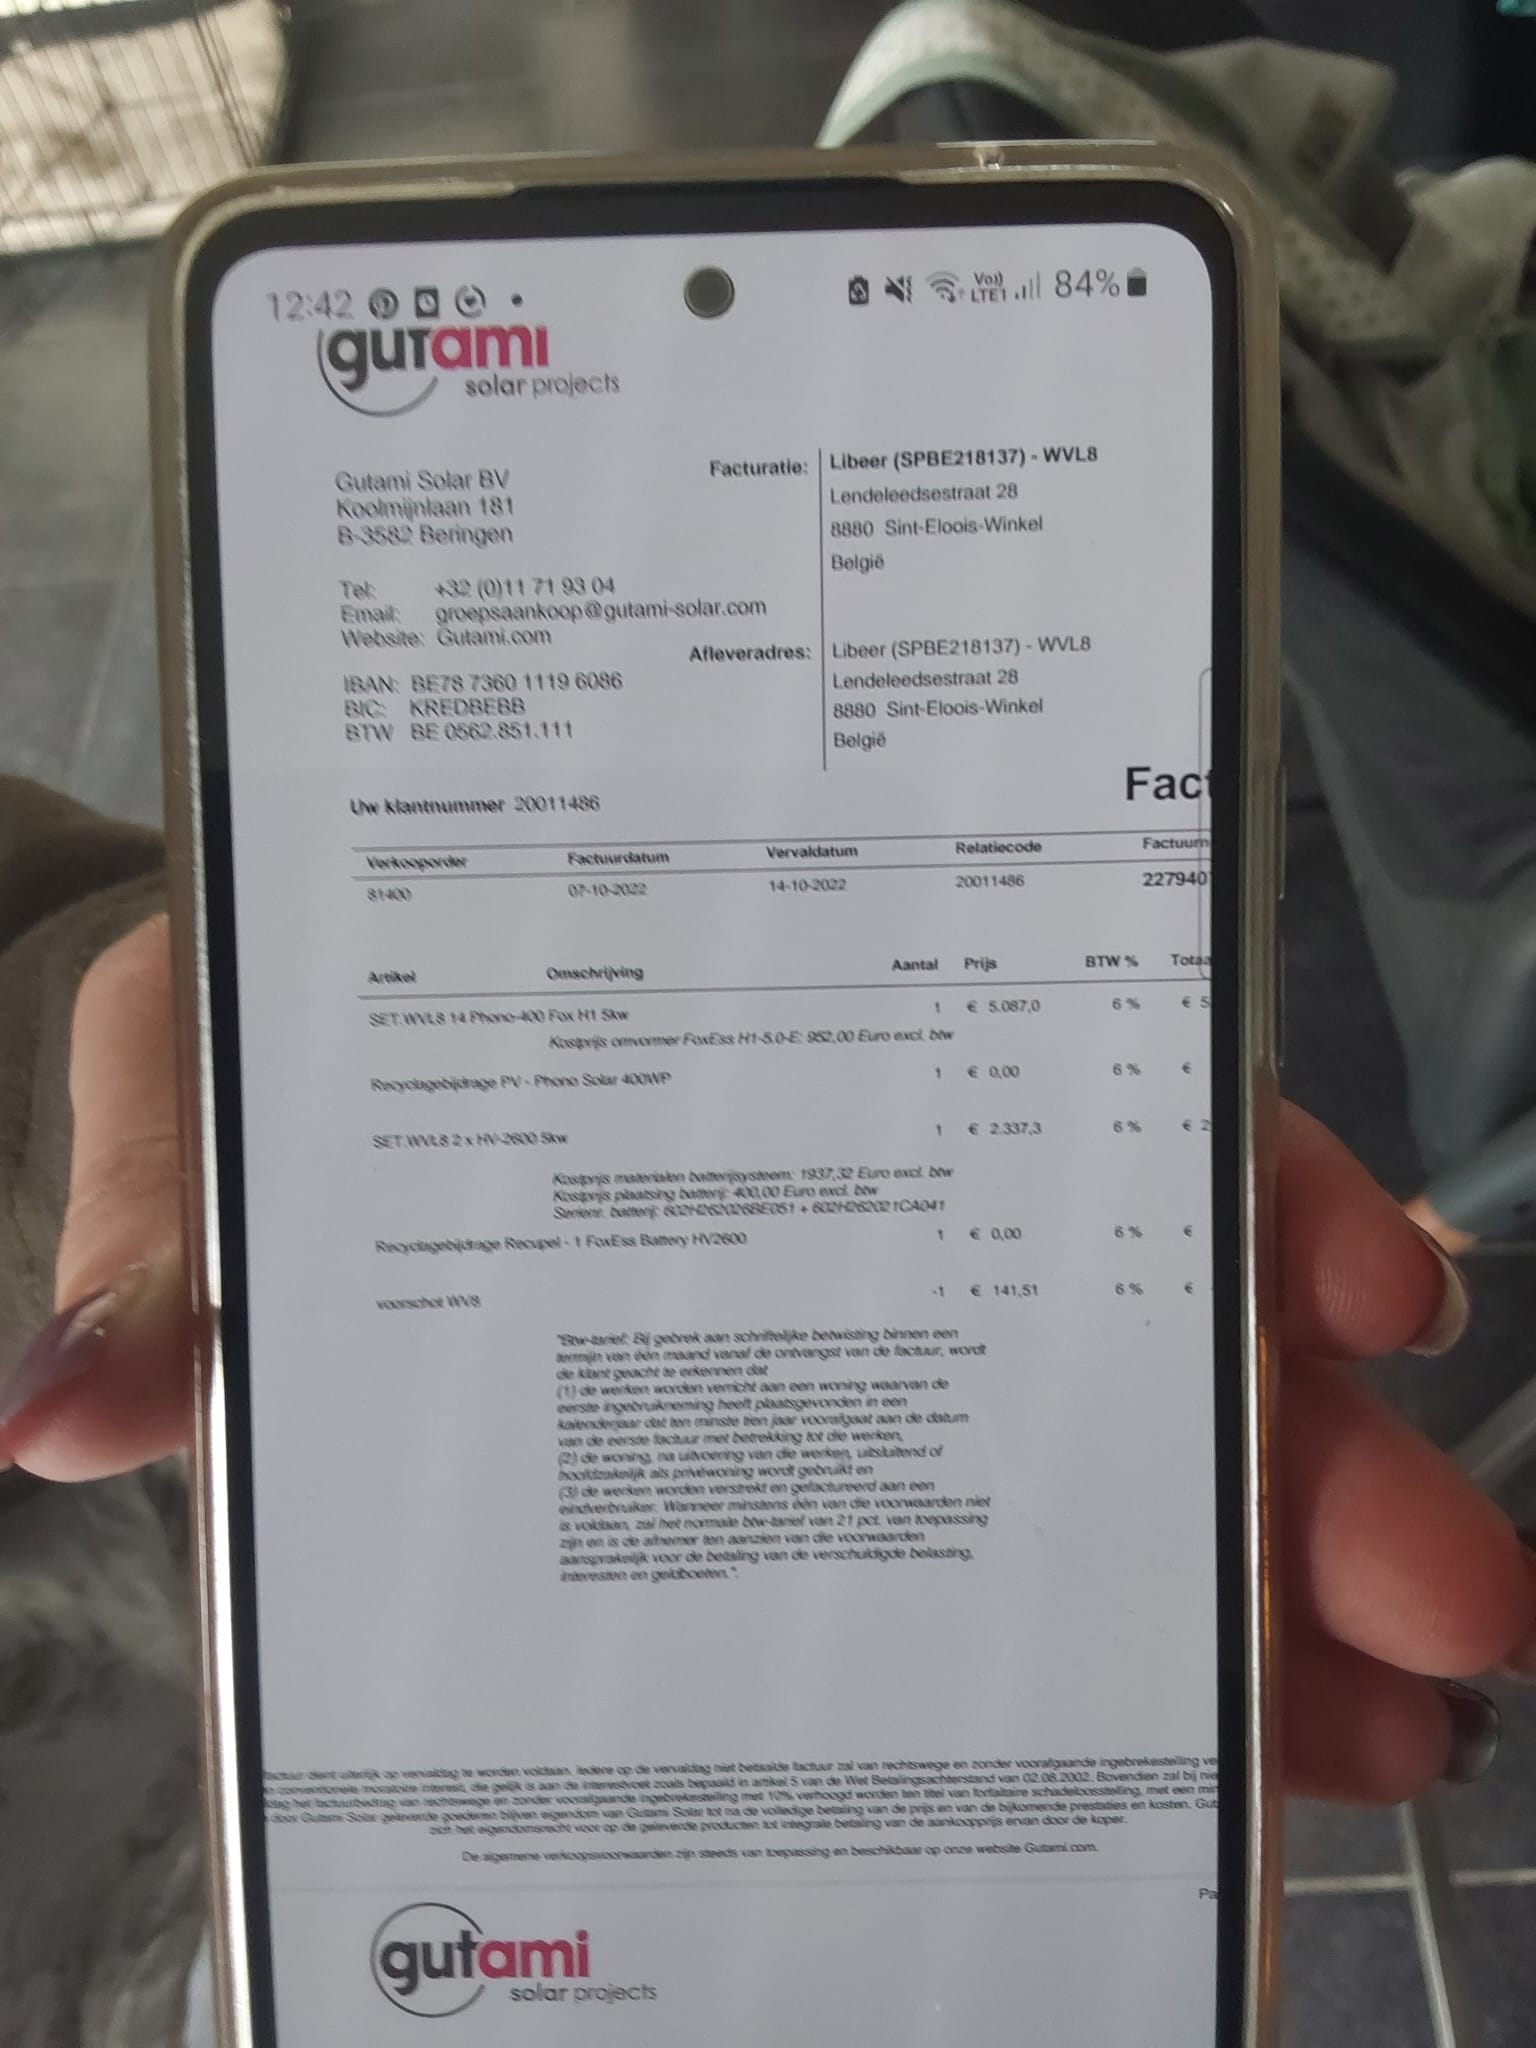 12:42
Vo))
LTE1
84%
gutami
solar projects
Gutami Solar BV
Koolmijnlaan 181
B-3582 Beringen
Tel: +32 (0)11 71 93 04
Email: groepsaankoop@gutami-solar.com
Website: Gutami.com
IBAN: BE78 7360 1119 6086
BIC: KREDBEBB
BTW BE 0562.851.111
Facturatie: Libeer (SPBE218137) - WVL8
Lendeleedsestraat 28
8880 Sint-Eloois-Winkel
België
Afleveradres: Libeer (SPBE218137) - WVL8
Lendeleedsestraat 28
8880 Sint-Eloois-Winkel
België
Fact
Uw klantnummer 20011486
Verkooporder Factuurdatum Vervaldatum Relatiecode Factuurn
81400 07-10-2022 14-10-2022 20011486 227940
Artikel Omschrijving Aantal Prijs BTW % Totaa
SET.WVL8 14 Phono-400 Fox H1 5kw 1 € 5.087,0 6 % € 5
Kostprijs omvormer FoxEss H1-5.0-E: 952,00 Euro excl. btw
Recyclagebijdrage PV - Phono Solar 400WP 1 € 0,00 6 % €
SET.WVL8 2 x HV-2600 5kw 1 € 2.337,3 6 % € 2
Kostprijs materialen batterijsysteem: 1937,32 Euro excl. btw
Kostprijs plaatsing batterij: 400,00 Euro excl. btw
Serienr. batterij: 602H262026BE051 + 602H262021CA041
Recyclagebijdrage Recupel - 1 FoxEss Battery HV2600 1 € 0,00 6 % €
voorschot WV8 -1 € 141,51 6 % €
"Btw-tarief: Bij gebrek aan schriftelijke betwisting binnen een
termijn van één maand vanaf de ontvangst van de factuur, wordt
de klant geacht te erkennen dat
(1) de werken worden verricht aan een woning waarvan de
eerste ingebruikneming heeft plaatsgevonden in een
kalenderjaar dat ten minste tien jaar voorafgaat aan de datum
van de eerste factuur met betrekking tot die werken,
(2) de woning, na uitvoering van die werken, uitsluitend of
hoofdzakelijk als privéwoning wordt gebruikt en
(3) de werken worden verstrekt en gefactureerd aan een
eindverbruiker. Wanneer minstens één van die voorwaarden niet
is voldaan, zal het normale btw-tarief van 21 pct. van toepassing
zijn en is de afnemer ten aanzien van die voorwaarden
aansprakelijk voor de betaling van de verschuldigde belasting,
interesten en geldboeten.".
factuur dient uiterlijk op vervaldag te worden voldaan. Iedere op de vervaldag niet betaalde factuur zal van rechtswege en zonder voorafgaande ingebrekestelling ve
n conventionele moratoire interest, die gelijk is aan de interestvoet zoals bepaald in artikel 5 van de Wet Betalingsachterstand van 02.08.2002. Bovendien zal bij nie
dag het factuurbedrag van rechtswege en zonder voorafgaande ingebrekestelling met 10% verhoogd worden ten titel van forfaitaire schadeloosstelling, met een min
door Gutami Solar geleverde goederen blijven eigendom van Gutami Solar tot na de volledige betaling van de prijs en van de bijkomende prestaties en kosten. Gut
zich het eigendomsrecht voor op de geleverde producten tot integrale betaling van de aankoopprijs ervan door de koper.
De algemene verkoopsvoorwaarden zijn steeds van toepassing en beschikbaar op onze website Gutami.com.
Pa
gutami
solar projects